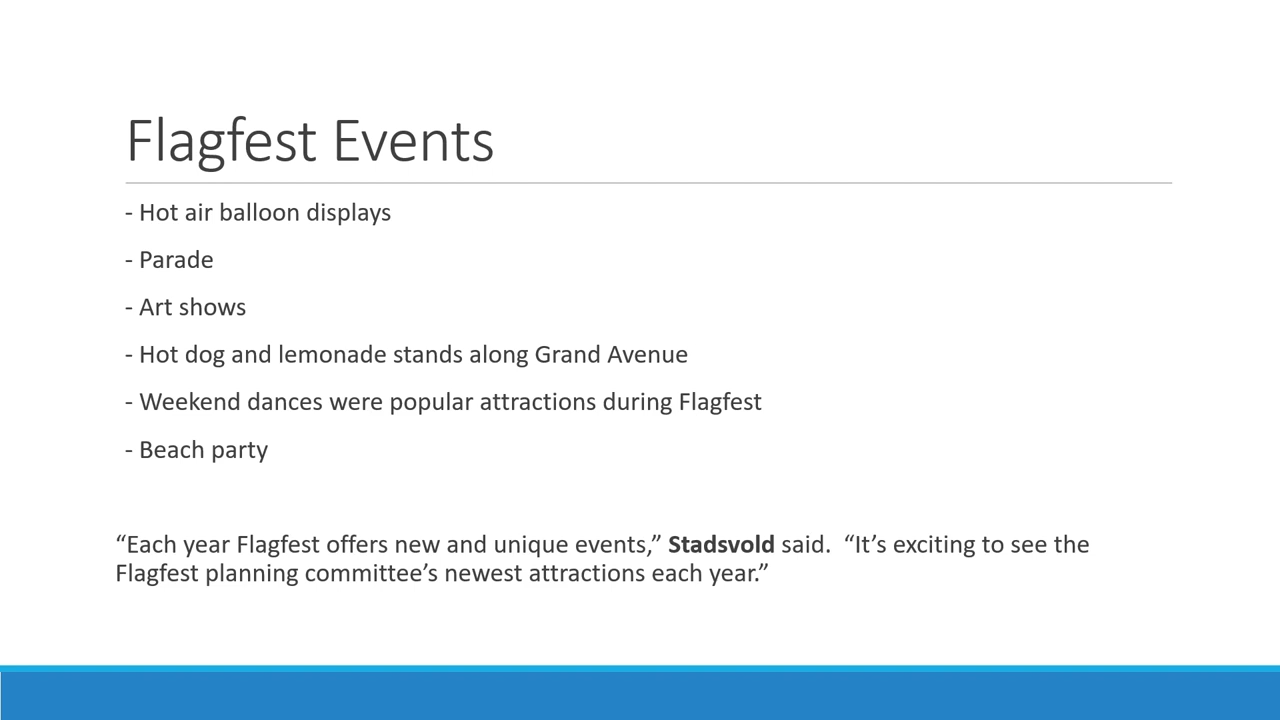 Flagfest Events
- Hot air balloon displays
- Parade
- Art shows
- Hot dog and lemonade stands along Grand Avenue
- Weekend dances were popular attractions during Flagfest
- Beach party
“Each year Flagfest offers new and unique events,” Stadsvold said.  “It’s exciting to see the
Flagfest planning committee’s newest attractions each year.”